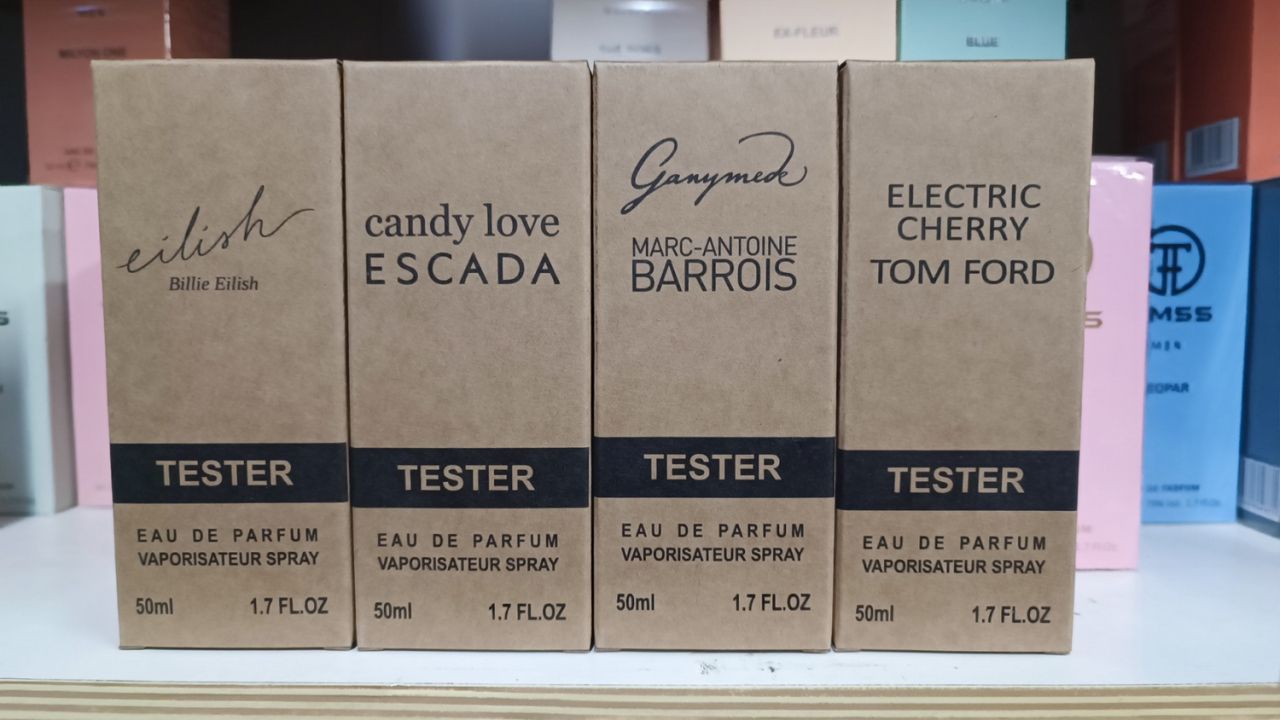 eilish
Billie Eilish
TESTER
EAU DE PARFUM
VAPORISATEUR SPRAY
50ml 1.7 FL.OZ
candy love
ESCADA
TESTER
EAU DE PARFUM
VAPORISATEUR SPRAY
50ml 1.7 FL.OZ
Ganymede
MARC-ANTOINE
BARROIS
TESTER
EAU DE PARFUM
VAPORISATEUR SPRAY
50ml 1.7 FL.OZ
ELECTRIC
CHERRY
TOM FORD
TESTER
EAU DE PARFUM
VAPORISATEUR SPRAY
50ml 1.7 FL.OZ
BLUE